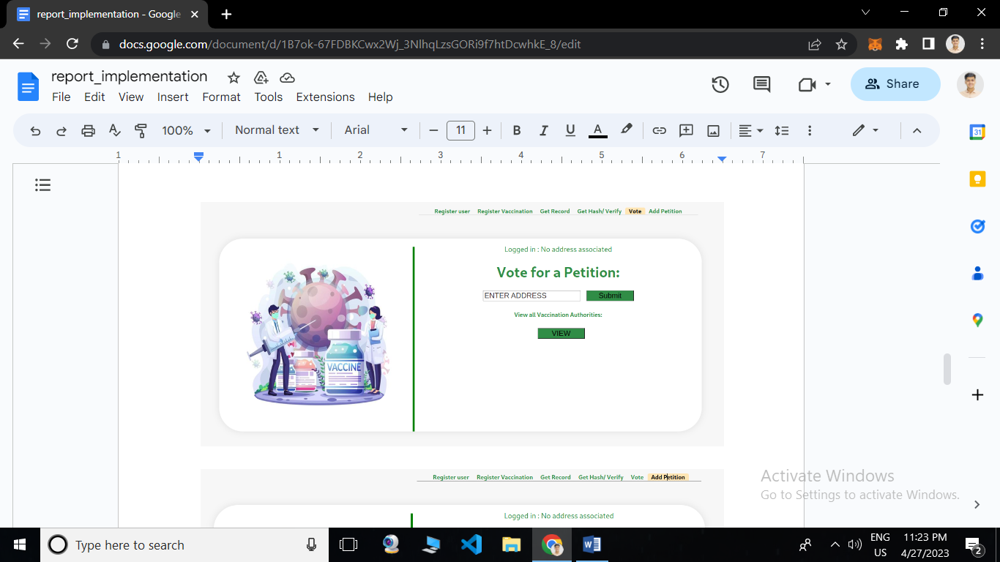 report_implementation - Google
docs.google.com/document/d/1B7ok-67FDBKCwx2Wj_3NlhqLzsGORi9f7htDcwhkE_8/edit
report_implementation
File Edit View Insert Format Tools Extensions Help
Share
100% Normal text Arial 11 B I U A
31
1 1 2 3 4 5 6 7
Register user Register Vaccination Get Record Get Hash/ Verify Vote Add Petition
Logged in : No address associated
Vote for a Petition:
ENTER ADDRESS Submit
View all Vaccination Authorities:
VIEW
VACCINE
Register user Register Vaccination Get Record Get Hash/ Verify Vote Add Petition
Logged in : No address associated
Activate Windows
Go to Settings to activate Windows.
Type here to search
ENG
US
11:23 PM
4/27/2023
2